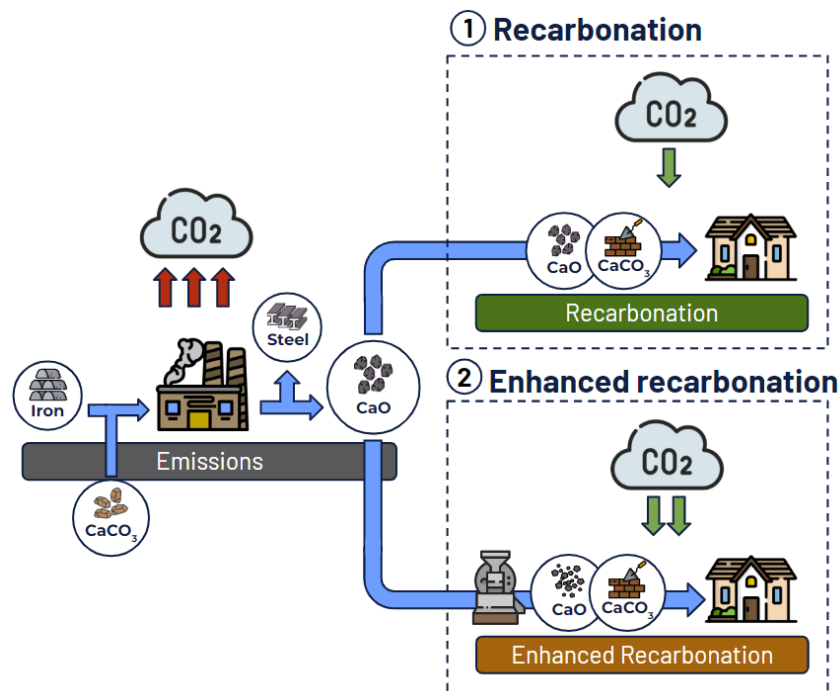 1 Recarbonation
CO₂
CO₂
CaO
CaCO₃
Recarbonation
Steel
Iron
CaO
Emissions
CaCO₃
2 Enhanced recarbonation
CO₂
CaO
CaCO₃
Enhanced Recarbonation